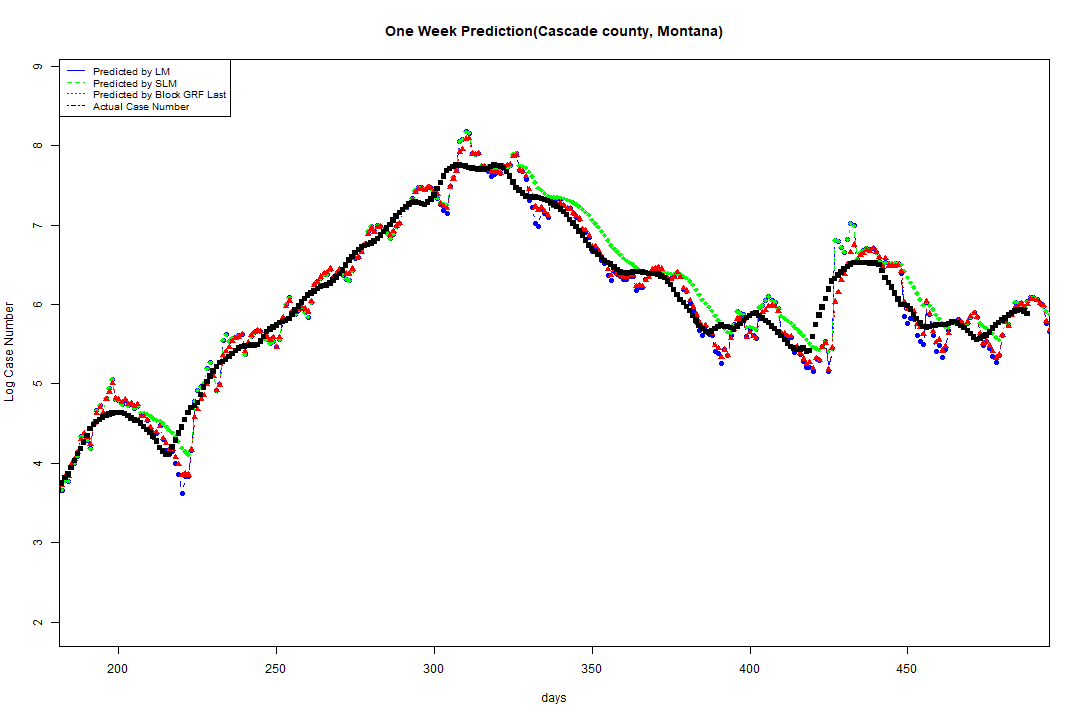 One Week Prediction(Cascade county, Montana)
Predicted by LM
Predicted by SLM
Predicted by Block GRF Last
Actual Case Number
Log Case Number
9
8
7
6
5
4
3
2
200 250 300 350 400 450
days